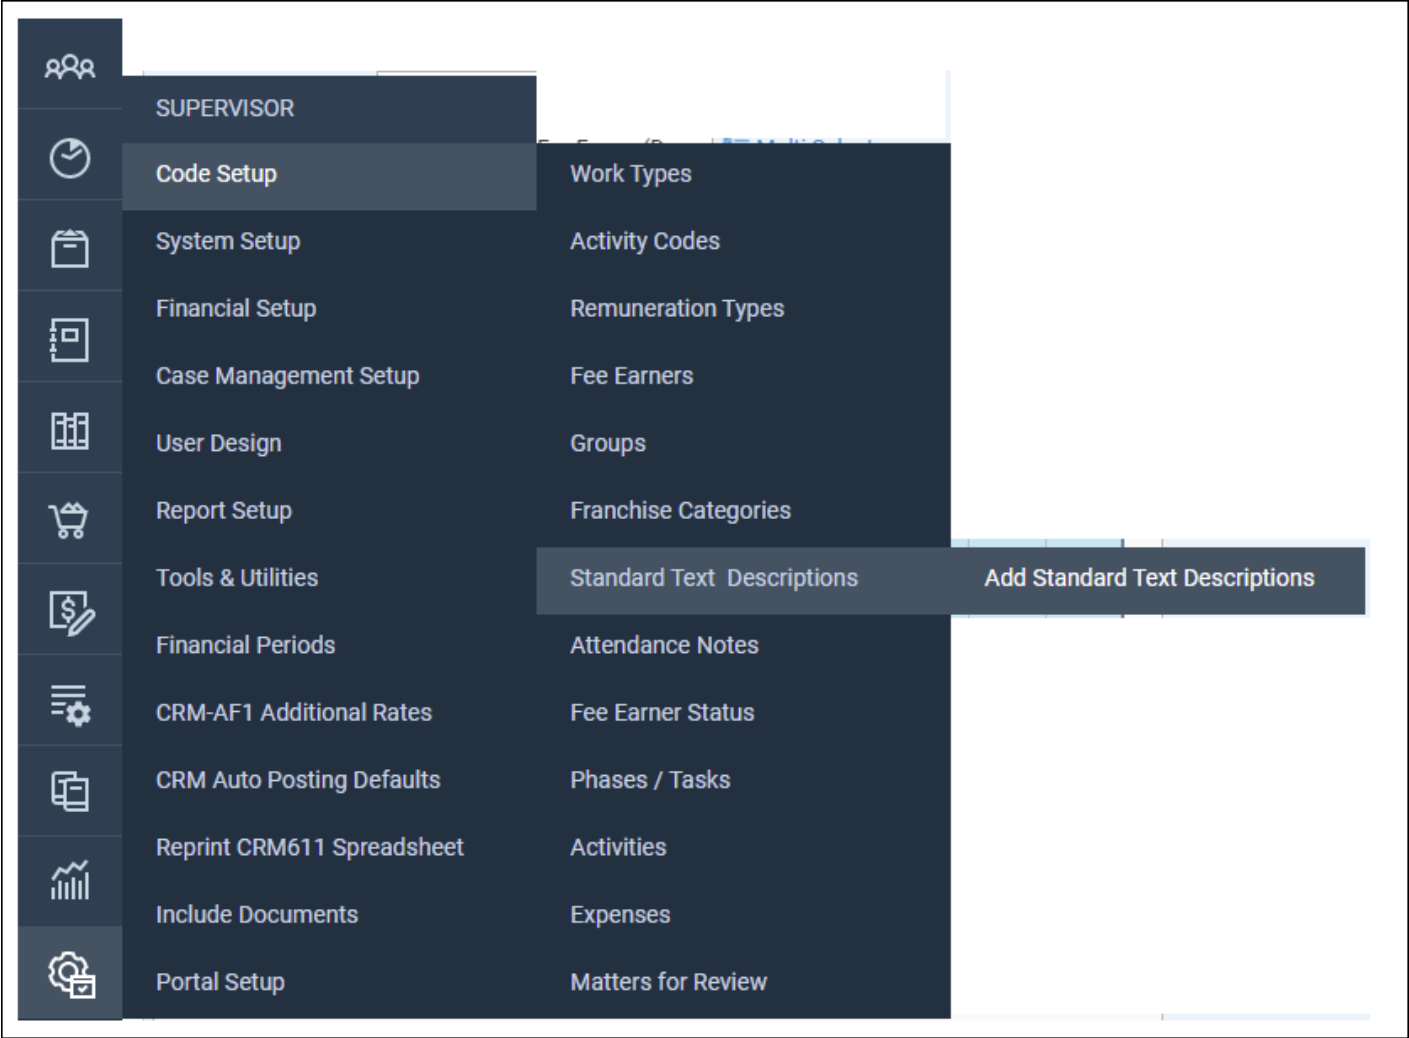 SUPERVISOR
Code Setup
System Setup
Financial Setup
Case Management Setup
User Design
Report Setup
Tools & Utilities
Financial Periods
CRM-AF1 Additional Rates
CRM Auto Posting Defaults
Reprint CRM611 Spreadsheet
Include Documents
Portal Setup
Work Types
Activity Codes
Remuneration Types
Fee Earners
Groups
Franchise Categories
Standard Text  Descriptions
Attendance Notes
Fee Earner Status
Phases / Tasks
Activities
Expenses
Matters for Review
Add Standard Text Descriptions